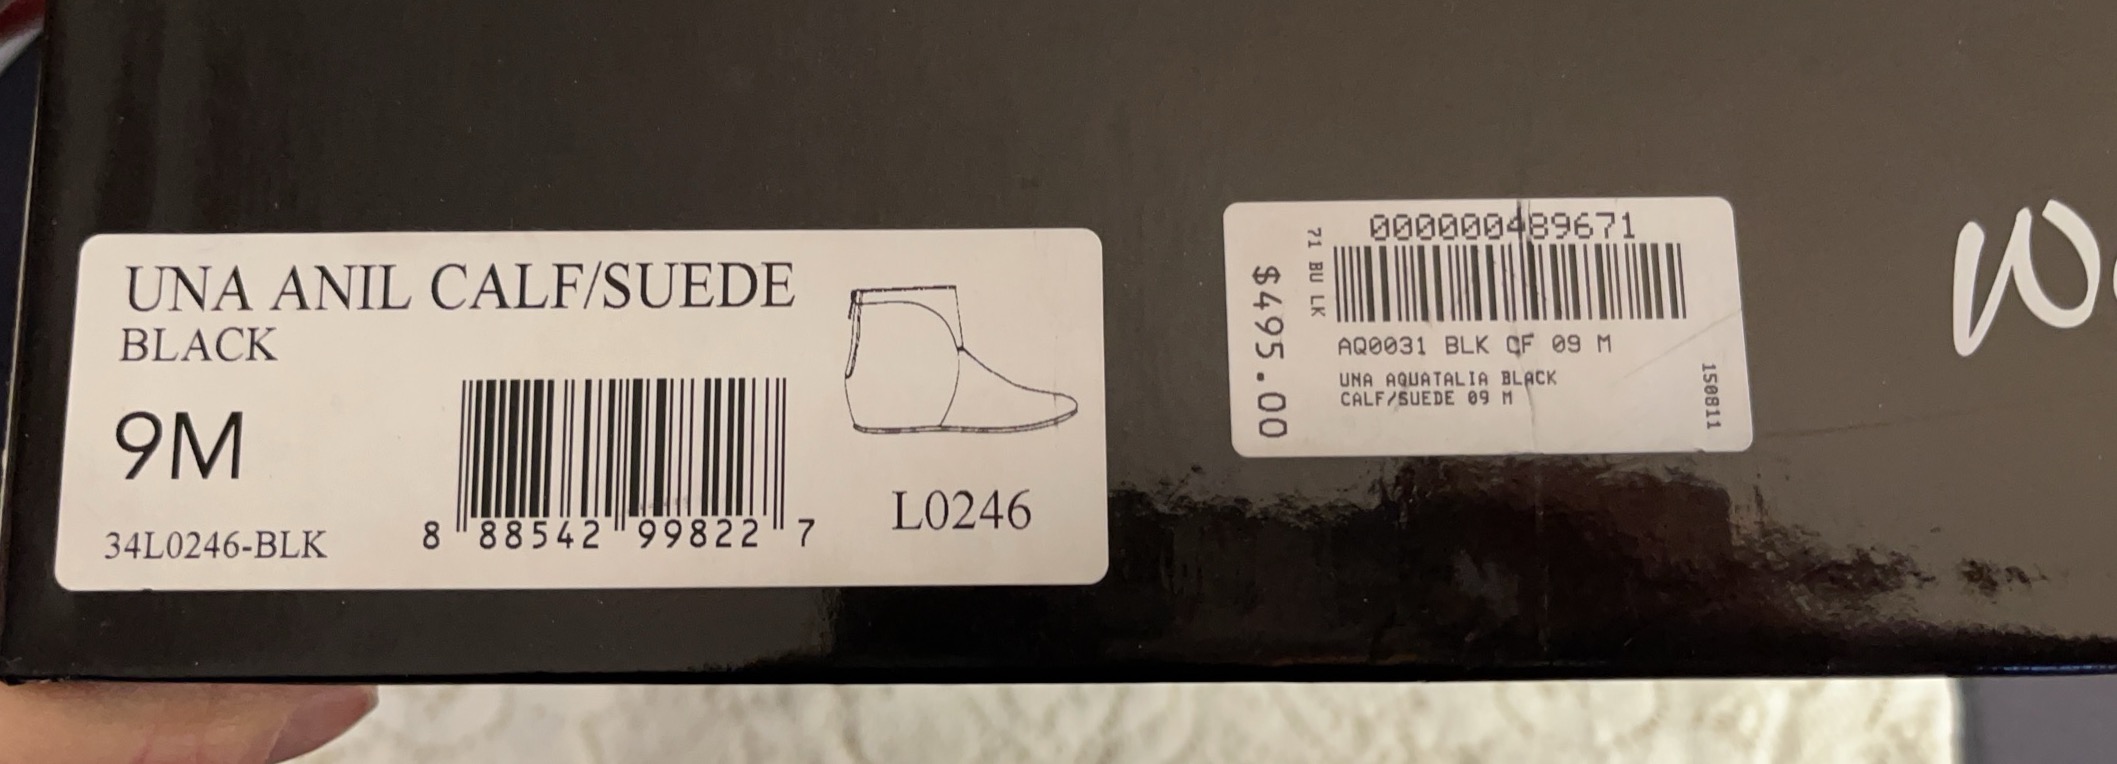 UNA ANIL CALF/SUEDE
BLACK
9M
34L0246-BLK
8 88542 99822 7
L0246
000000489671
71 BU LK
$495.00
AQ0031 BLK CF 09 M
UNA AQUATALIA BLACK
CALF/SUEDE 09 M
150811